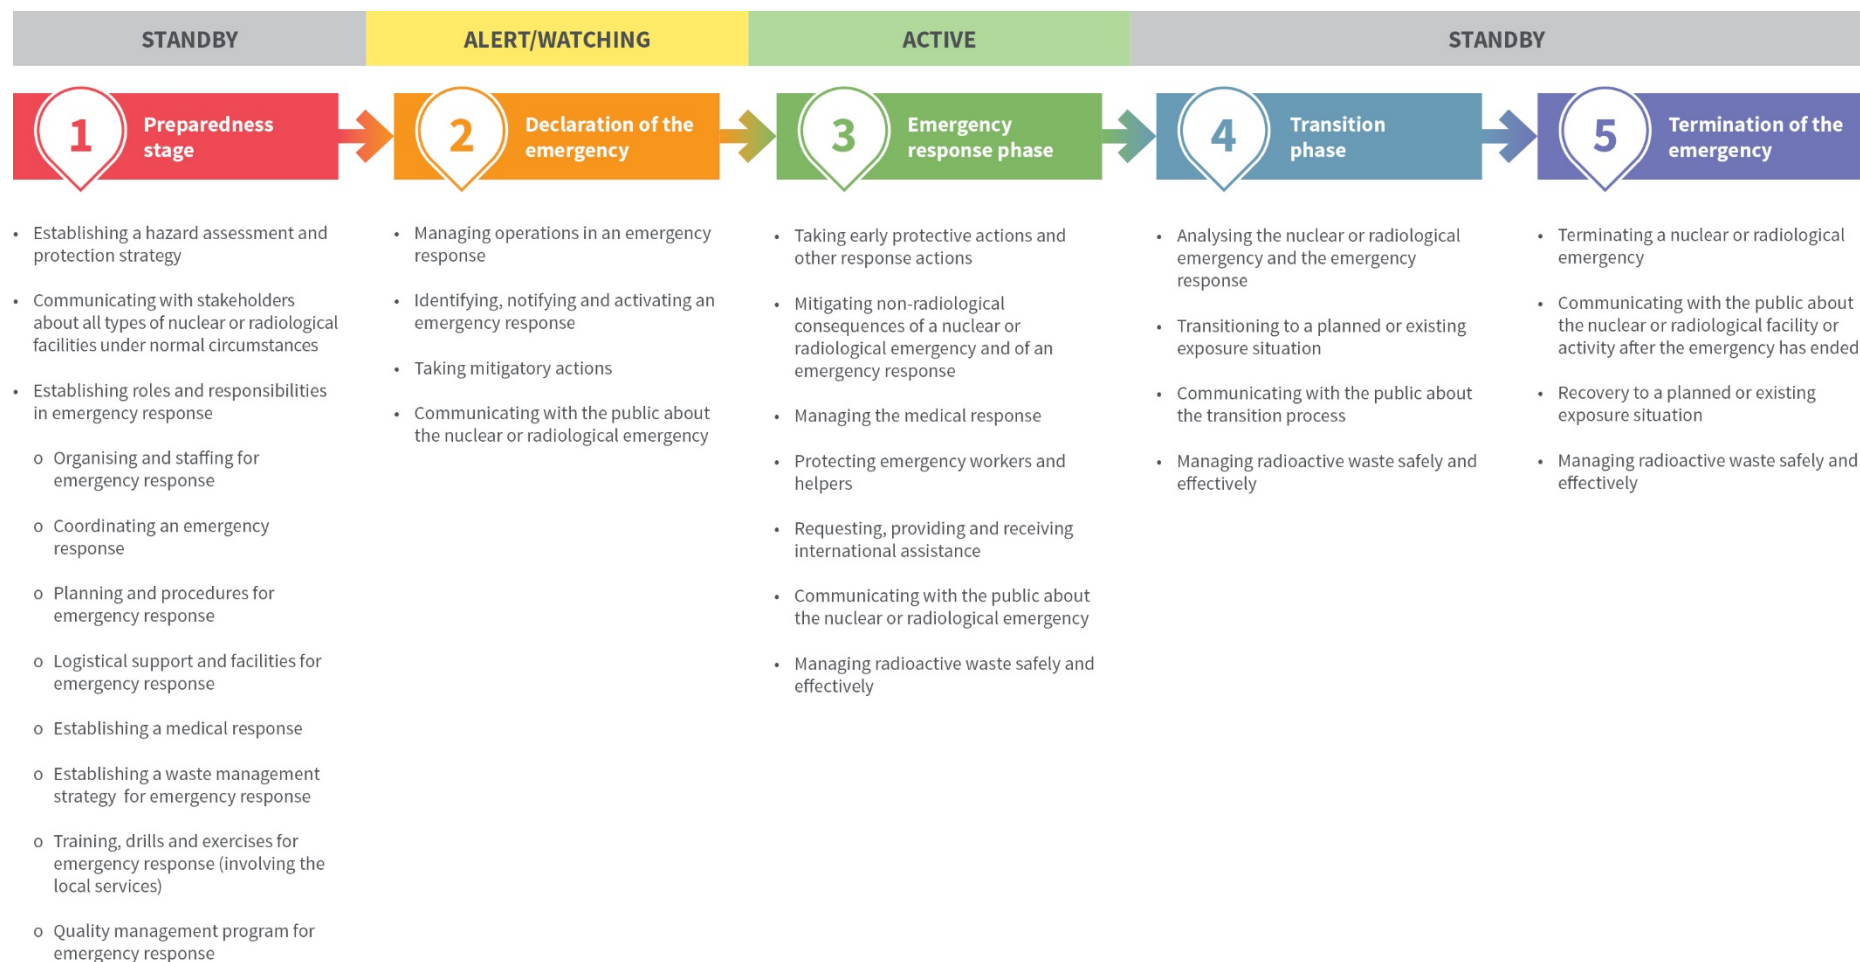 STANDBY
ALERT/WATCHING
ACTIVE
STANDBY
1
Preparedness
stage
2
Declaration of the
emergency
3
Emergency
response phase
4
Transition
phase
5
Termination of the
emergency
• Establishing a hazard assessment and
protection strategy
• Communicating with stakeholders
about all types of nuclear or radiological
facilities under normal circumstances
• Establishing roles and responsibilities
in emergency response
o Organising and staffing for
emergency response
o Coordinating an emergency
response
o Planning and procedures for
emergency response
o Logistical support and facilities for
emergency response
o Establishing a medical response
o Establishing a waste management
strategy for emergency response
o Training, drills and exercises for
emergency response (involving the
local services)
o Quality management program for
emergency response
• Managing operations in an emergency
response
• Identifying, notifying and activating an
emergency response
• Taking mitigatory actions
• Communicating with the public about
the nuclear or radiological emergency
• Taking early protective actions and
other response actions
• Mitigating non-radiological
consequences of a nuclear or
radiological emergency and of an
emergency response
• Managing the medical response
• Protecting emergency workers and
helpers
• Requesting, providing and receiving
international assistance
• Communicating with the public about
the nuclear or radiological emergency
• Managing radioactive waste safely and
effectively
• Analysing the nuclear or radiological
emergency and the emergency
response
• Transitioning to a planned or existing
exposure situation
• Communicating with the public about
the transition process
• Managing radioactive waste safely and
effectively
• Terminating a nuclear or radiological
emergency
• Communicating with the public about
the nuclear or radiological facility or
activity after the emergency has ended
• Recovery to a planned or existing
exposure situation
• Managing radioactive waste safely and
effectively